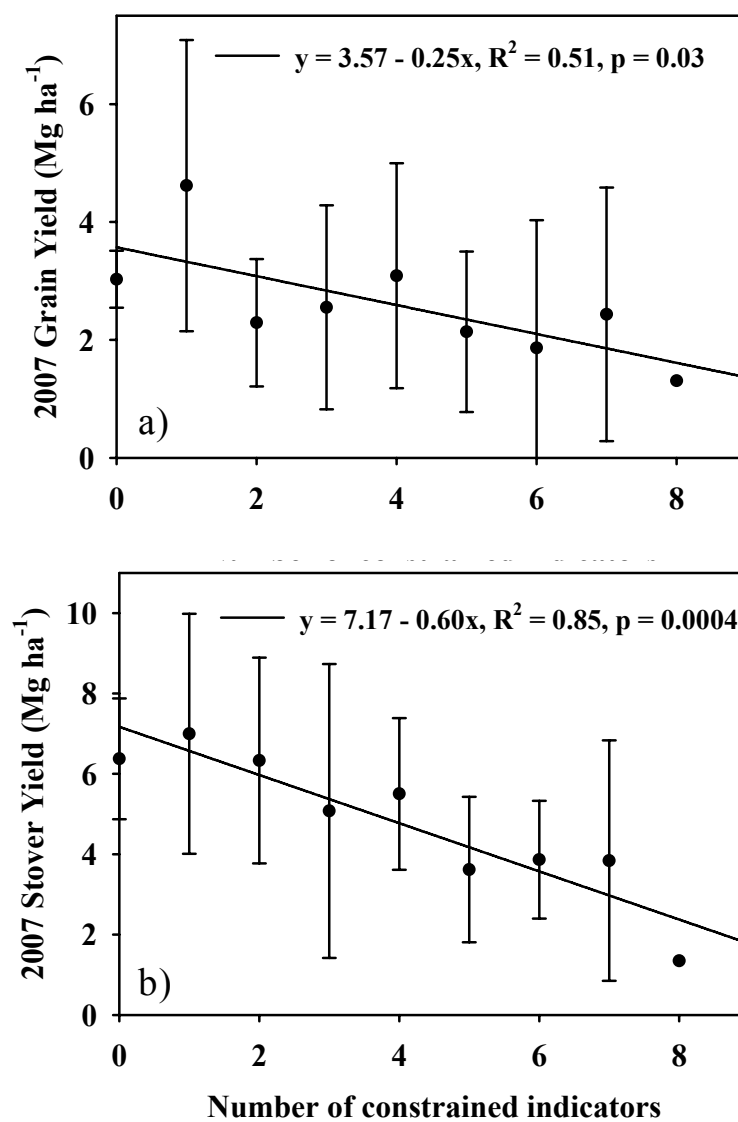 y = 3.57 - 0.25x, R² = 0.51, p = 0.03
2007 Grain Yield (Mg ha⁻¹)
6
4
2
0
a)
0 2 4 6 8
y = 7.17 - 0.60x, R² = 0.85, p = 0.0004
2007 Stover Yield (Mg ha⁻¹)
10
8
6
4
2
0
b)
0 2 4 6 8
Number of constrained indicators